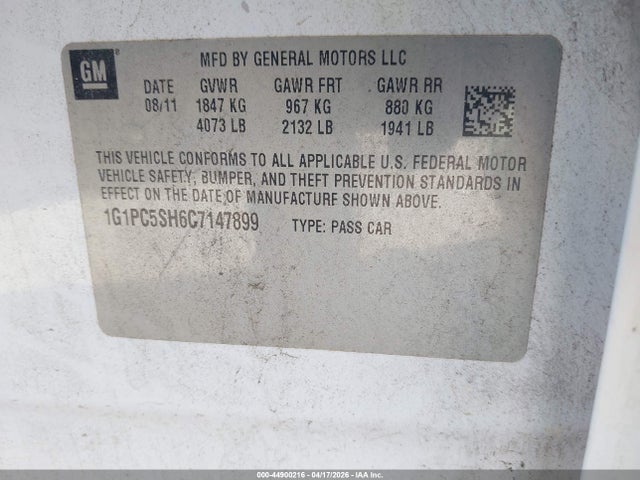 GM
MFD BY GENERAL MOTORS LLC
DATE GVWR GAWR FRT GAWR RR
08/11 1847 KG 967 KG 880 KG
4073 LB 2132 LB 1941 LB
THIS VEHICLE CONFORMS TO ALL APPLICABLE U.S. FEDERAL MOTOR
VEHICLE SAFETY, BUMPER, AND THEFT PREVENTION STANDARDS IN
EFFECT ON THE DATE OF MANUFACTURE SHOWN ABOVE.
1G1PC5SH6C7147899 TYPE: PASS CAR
000-44900216 - 04/17/2026 - IAA Inc.